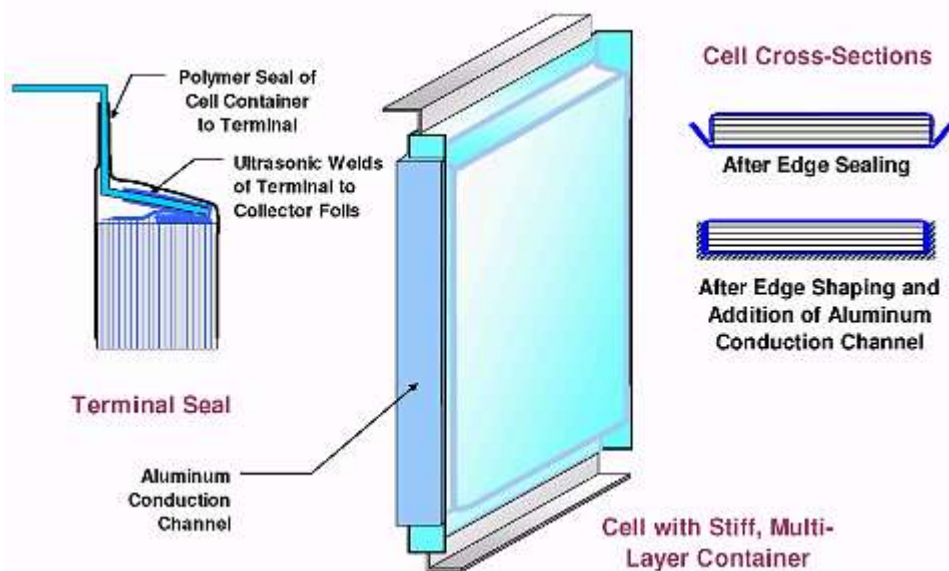 Polymer Seal of
Cell Container
to Terminal
Ultrasonic Welds
of Terminal to
Collector Foils
Terminal Seal
Aluminum
Conduction
Channel
Cell with Stiff, Multi-
Layer Container
Cell Cross-Sections
After Edge Sealing
After Edge Shaping and
Addition of Aluminum
Conduction Channel